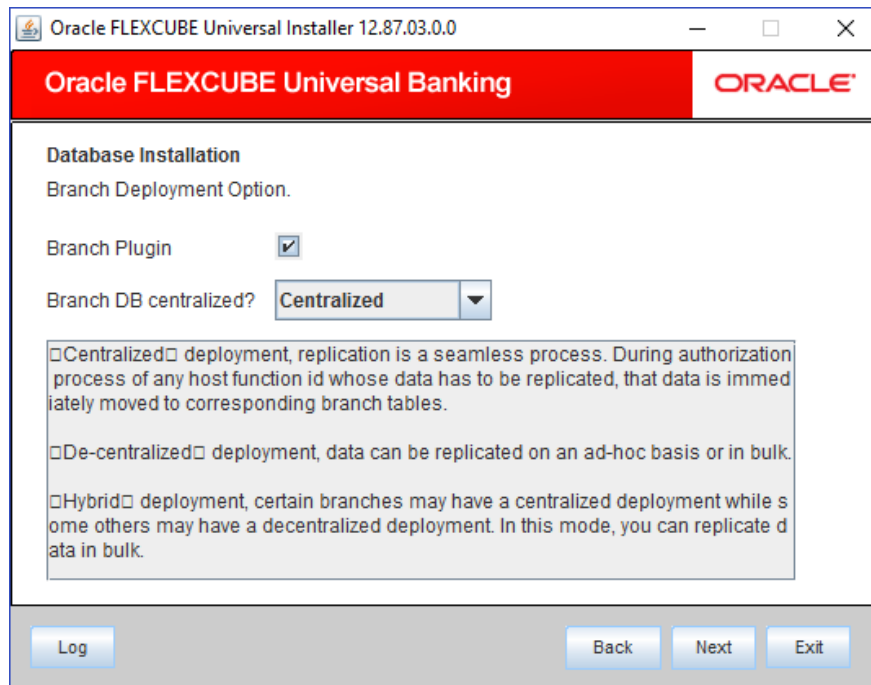 Oracle FLEXCUBE Universal Installer 12.87.03.0.0
Oracle FLEXCUBE Universal Banking
ORACLE
Database Installation
Branch Deployment Option.
Branch Plugin
Branch DB centralized? Centralized
□Centralized□ deployment, replication is a seamless process. During authorization
process of any host function id whose data has to be replicated, that data is immed
iately moved to corresponding branch tables.
□De-centralized□ deployment, data can be replicated on an ad-hoc basis or in bulk.
□Hybrid□ deployment, certain branches may have a centralized deployment while s
ome others may have a decentralized deployment. In this mode, you can replicate d
ata in bulk.
Log Back Next Exit